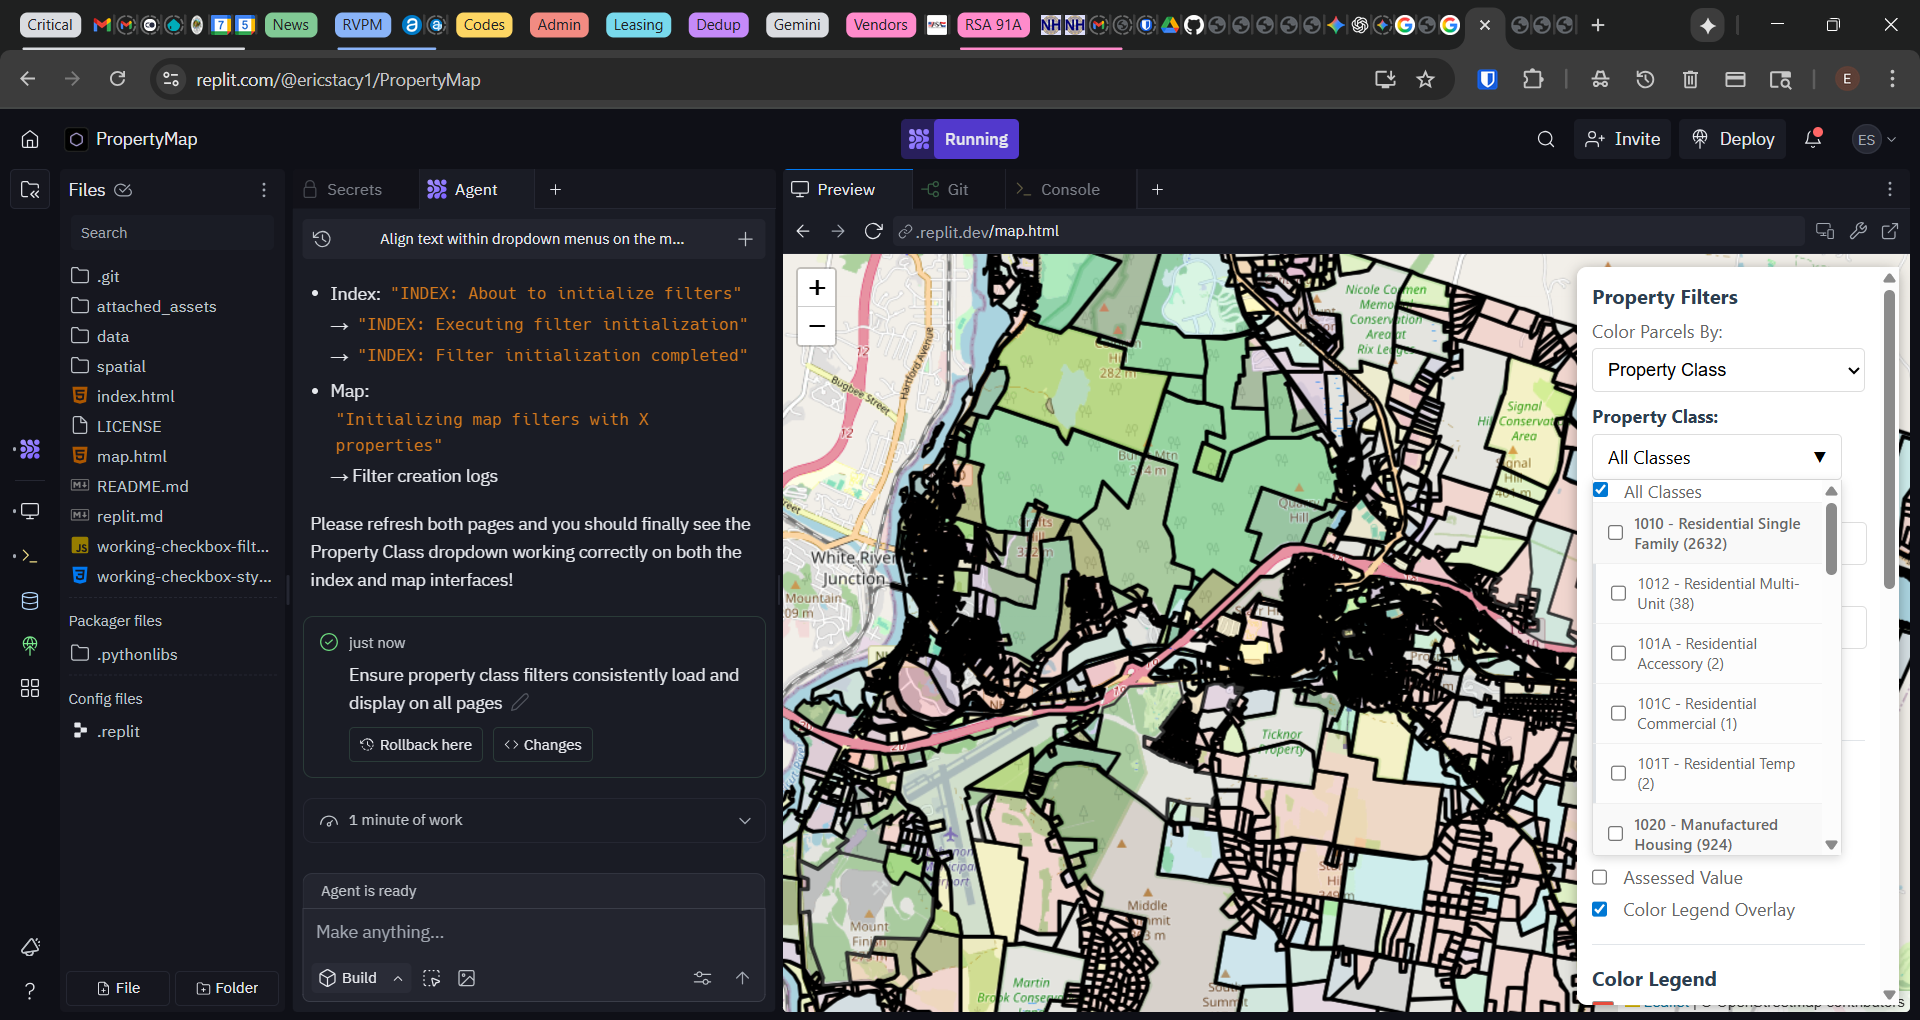 Critical
7
5
News
RVPM
Codes
Admin
Leasing
Dedup
Gemini
Vendors
RSA 91A
NH
NH
replit.com/@ericstacy1/PropertyMap
E
PropertyMap
Running
Invite
Deploy
ES
Files
Search
.git
attached_assets
data
spatial
index.html
LICENSE
map.html
README.md
replit.md
working-checkbox-filt...
working-checkbox-sty...
Packager files
.pythonlibs
Config files
.replit
File
Folder
Secrets
Agent
Align text within dropdown menus on the m...
• Index: "INDEX: About to initialize filters"
→ "INDEX: Executing filter initialization"
→ "INDEX: Filter initialization completed"
• Map:
"Initializing map filters with X
properties"
→ Filter creation logs
Please refresh both pages and you should finally see the
Property Class dropdown working correctly on both the
index and map interfaces!
just now
Ensure property class filters consistently load and
display on all pages
Rollback here
Changes
1 minute of work
Agent is ready
Make anything...
Build
Preview
Git
Console
.replit.dev/map.html
+
−
Hartford Avenue
Bugbee Street
12
12
White River
Junction
Mountain
282 m
Quarry
Hill
Signal
Hill Conservation
Area
Ticknor
Property
Middle
Summit
Mount
Martin
Brook
South
Summit
Property Filters
Color Parcels By:
Property Class
Property Class:
All Classes
All Classes
1010 - Residential Single
Family (2632)
1012 - Residential Multi-
Unit (38)
101A - Residential
Accessory (2)
101C - Residential
Commercial (1)
101T - Residential Temp
(2)
1020 - Manufactured
Housing (924)
Assessed Value
Color Legend Overlay
Color Legend